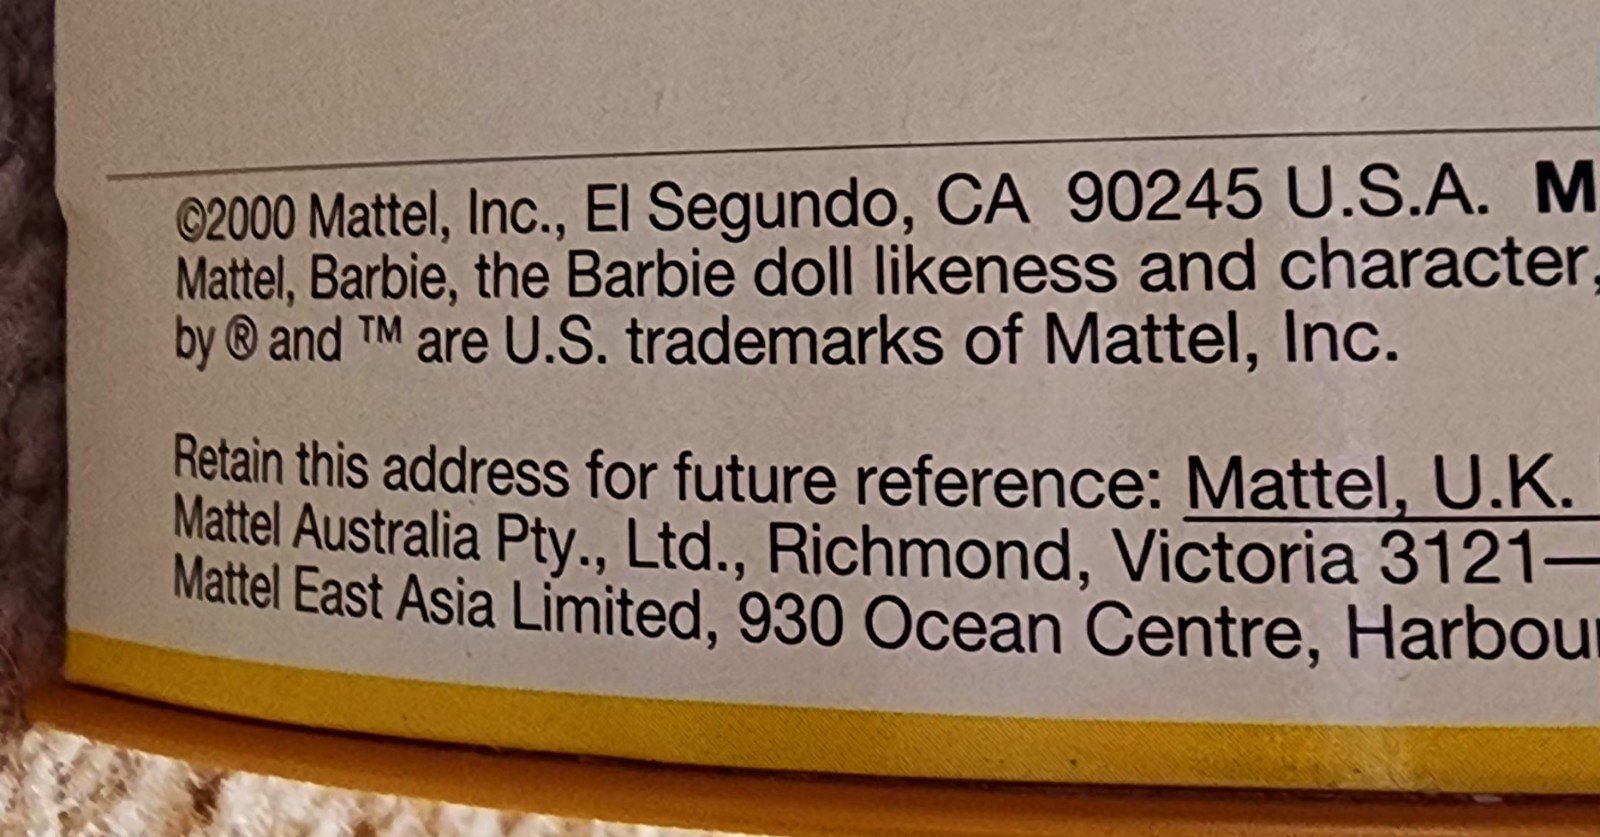 ©2000 Mattel, Inc., El Segundo, CA 90245 U.S.A.
Mattel, Barbie, the Barbie doll likeness and character,
by ® and ™ are U.S. trademarks of Mattel, Inc.
Retain this address for future reference: Mattel, U.K.
Mattel Australia Pty., Ltd., Richmond, Victoria 3121—
Mattel East Asia Limited, 930 Ocean Centre,